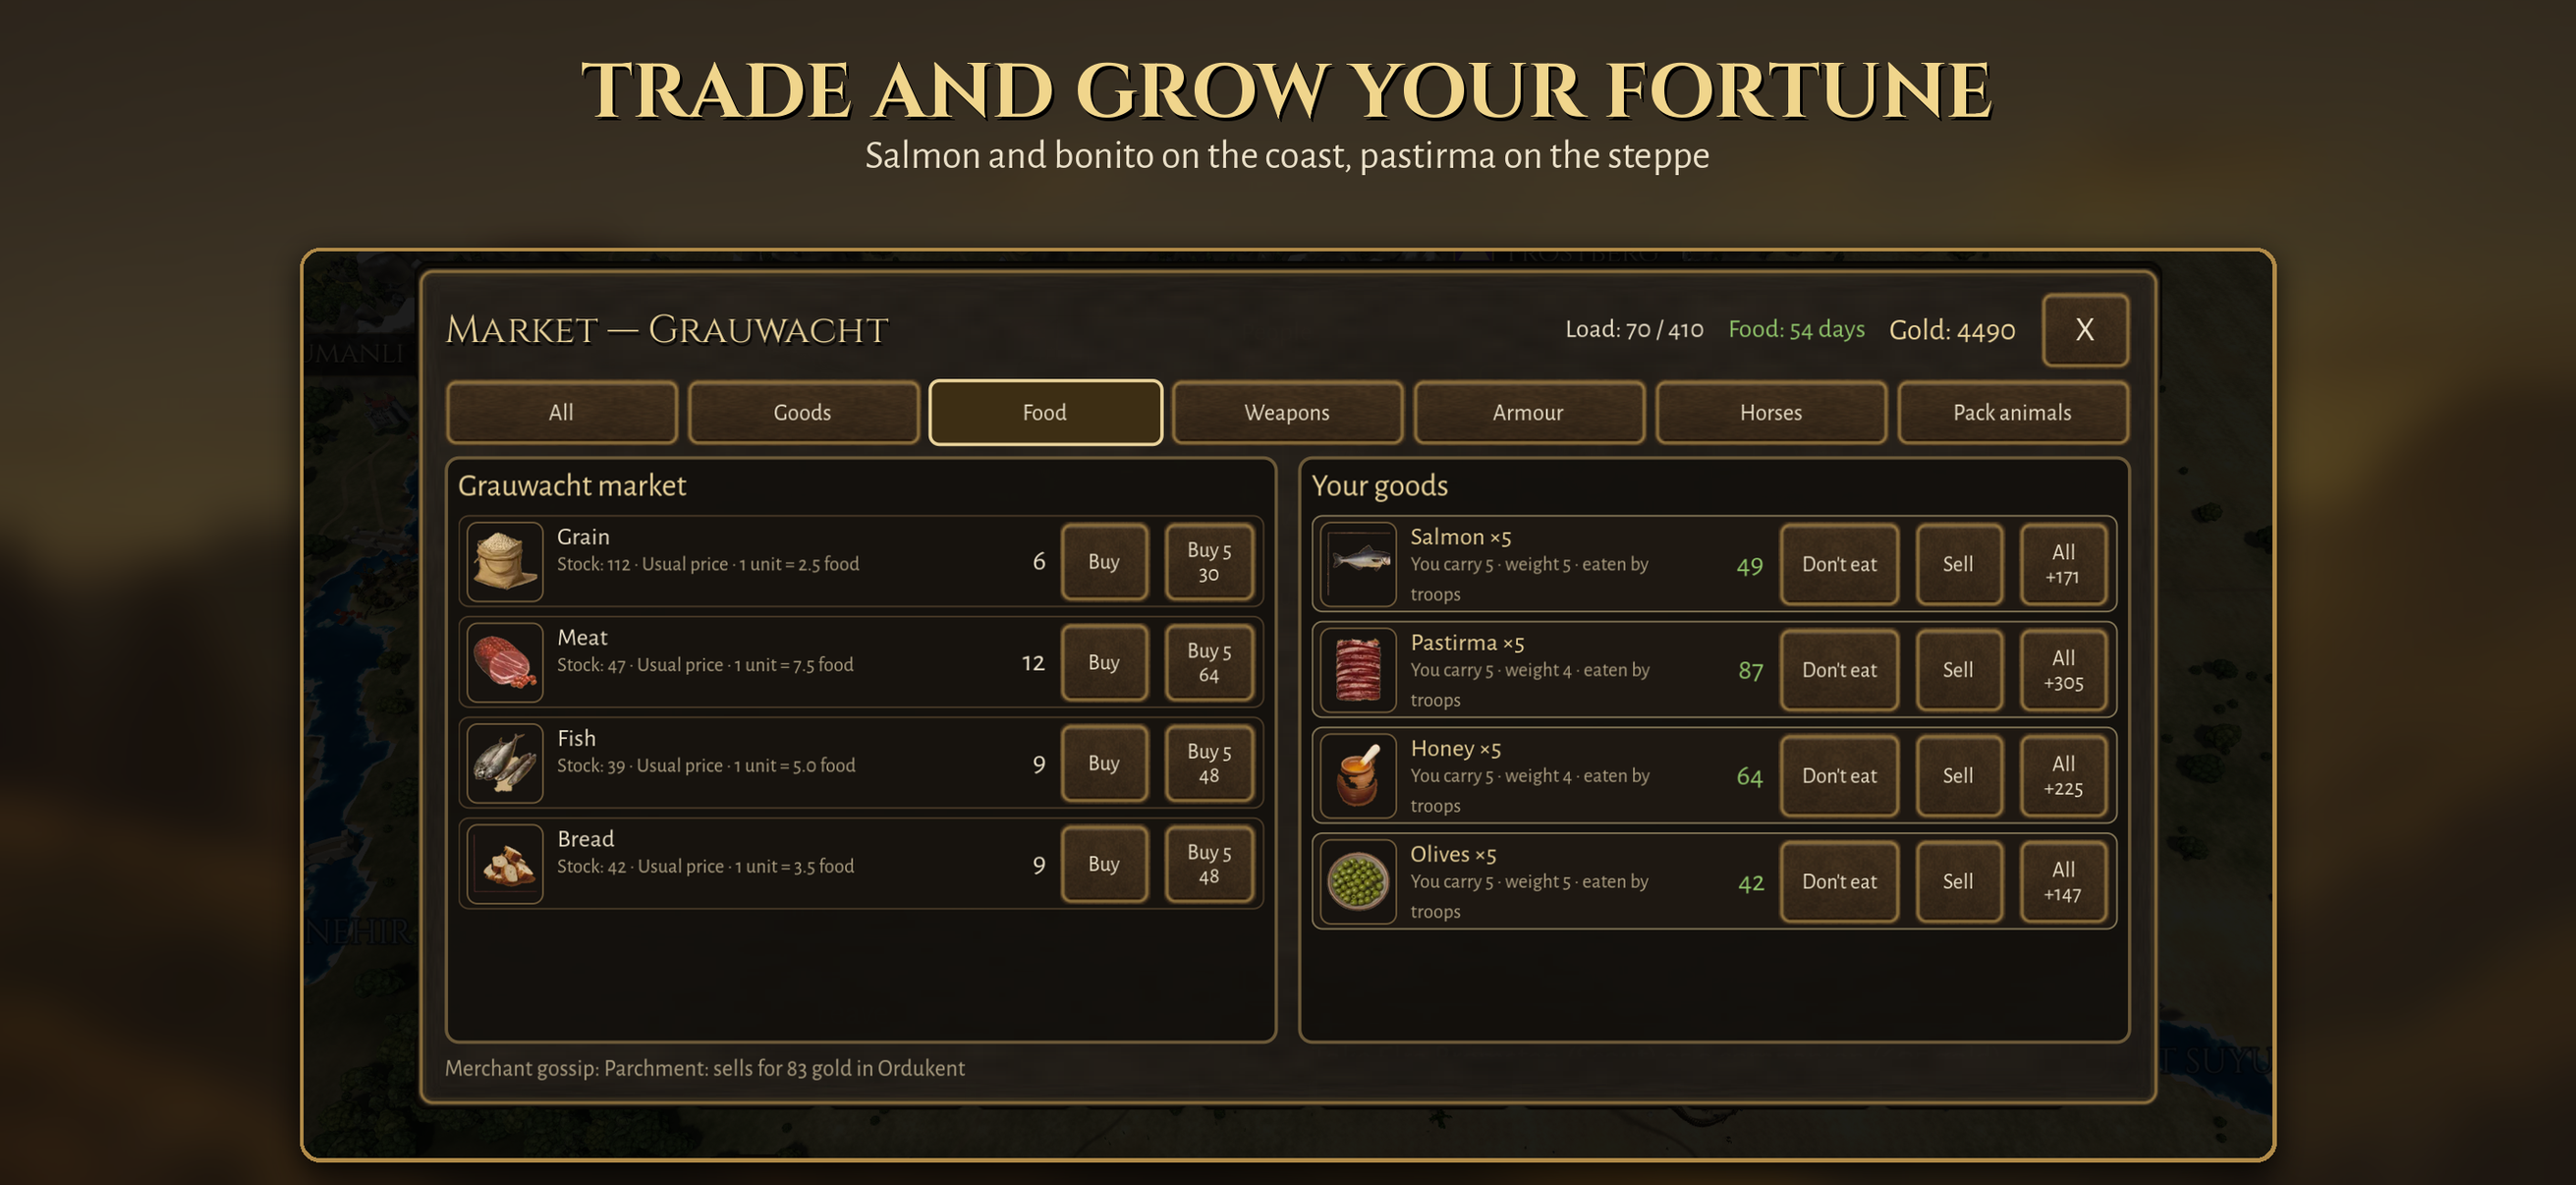 TRADE AND GROW YOUR FORTUNE
Salmon and bonito on the coast, pastirma on the steppe
FROSTBERG
Market — Grauwacht
Load: 70 / 410
Food: 54 days
Gold: 4490
X
UMANLI
All
Goods
Food
Weapons
Armour
Horses
Pack animals
Grauwacht market
Grain
Stock: 112 · Usual price · 1 unit = 2.5 food
6
Buy
Buy 5
30
Meat
Stock: 47 · Usual price · 1 unit = 7.5 food
12
Buy
Buy 5
64
Fish
Stock: 39 · Usual price · 1 unit = 5.0 food
9
Buy
Buy 5
48
Bread
Stock: 42 · Usual price · 1 unit = 3.5 food
9
Buy
Buy 5
48
Your goods
Salmon ×5
You carry 5 · weight 5 · eaten by
troops
49
Don't eat
Sell
All
+171
Pastirma ×5
You carry 5 · weight 4 · eaten by
troops
87
Don't eat
Sell
All
+305
Honey ×5
You carry 5 · weight 4 · eaten by
troops
64
Don't eat
Sell
All
+225
Olives ×5
You carry 5 · weight 5 · eaten by
troops
42
Don't eat
Sell
All
+147
NEHIR
T SUYU
Merchant gossip: Parchment: sells for 83 gold in Ordukent